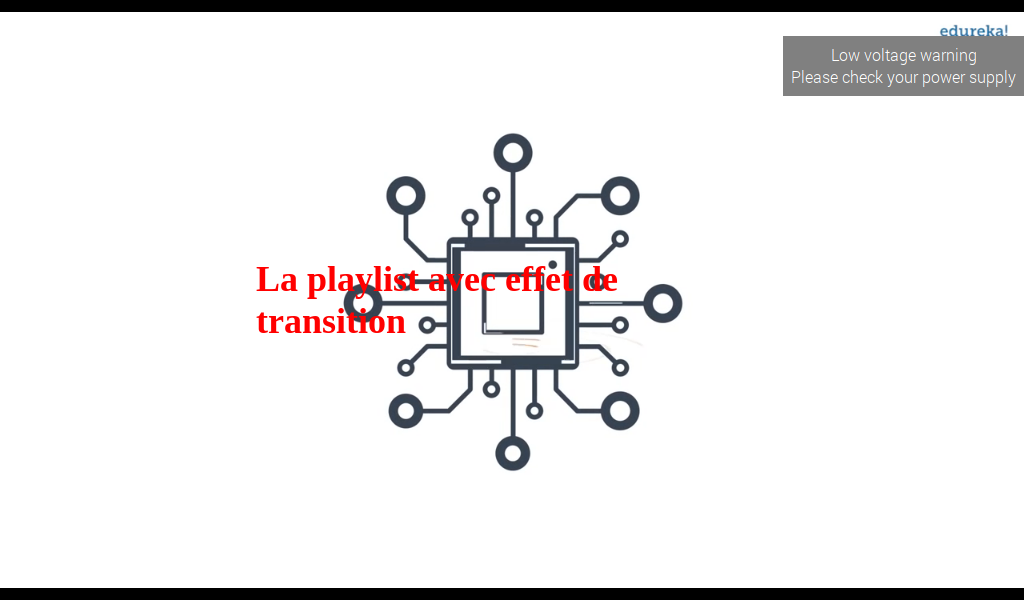 edureka!
Low voltage warning
Please check your power supply
La playlist avec effet de
transition